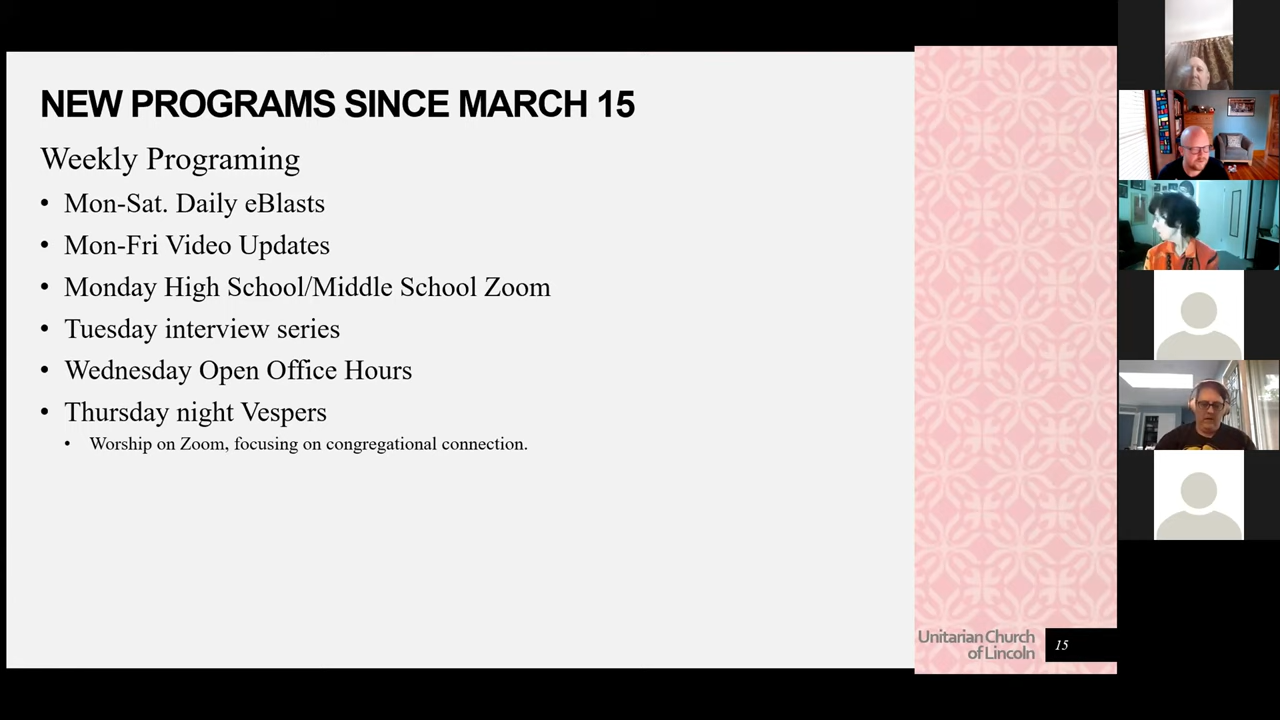 NEW PROGRAMS SINCE MARCH 15
Weekly Programing
• Mon-Sat. Daily eBlasts
• Mon-Fri Video Updates
• Monday High School/Middle School Zoom
• Tuesday interview series
• Wednesday Open Office Hours
• Thursday night Vespers
• Worship on Zoom, focusing on congregational connection.
Unitarian Church
of Lincoln
15